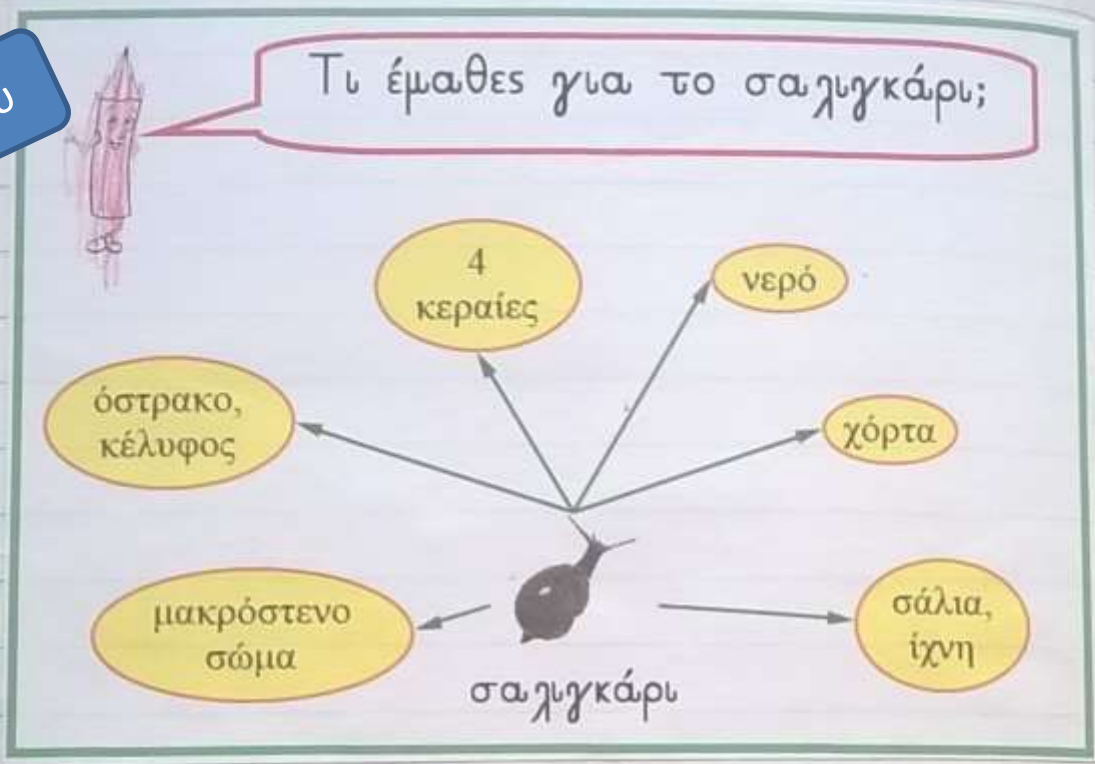 Τι έμαθες για το σαλιγκάρι;
4
κεραίες
νερό
όστρακο,
κέλυφος
χόρτα
μακρόστενο
σώμα
σάλια,
ίχνη
σαλιγκάρι